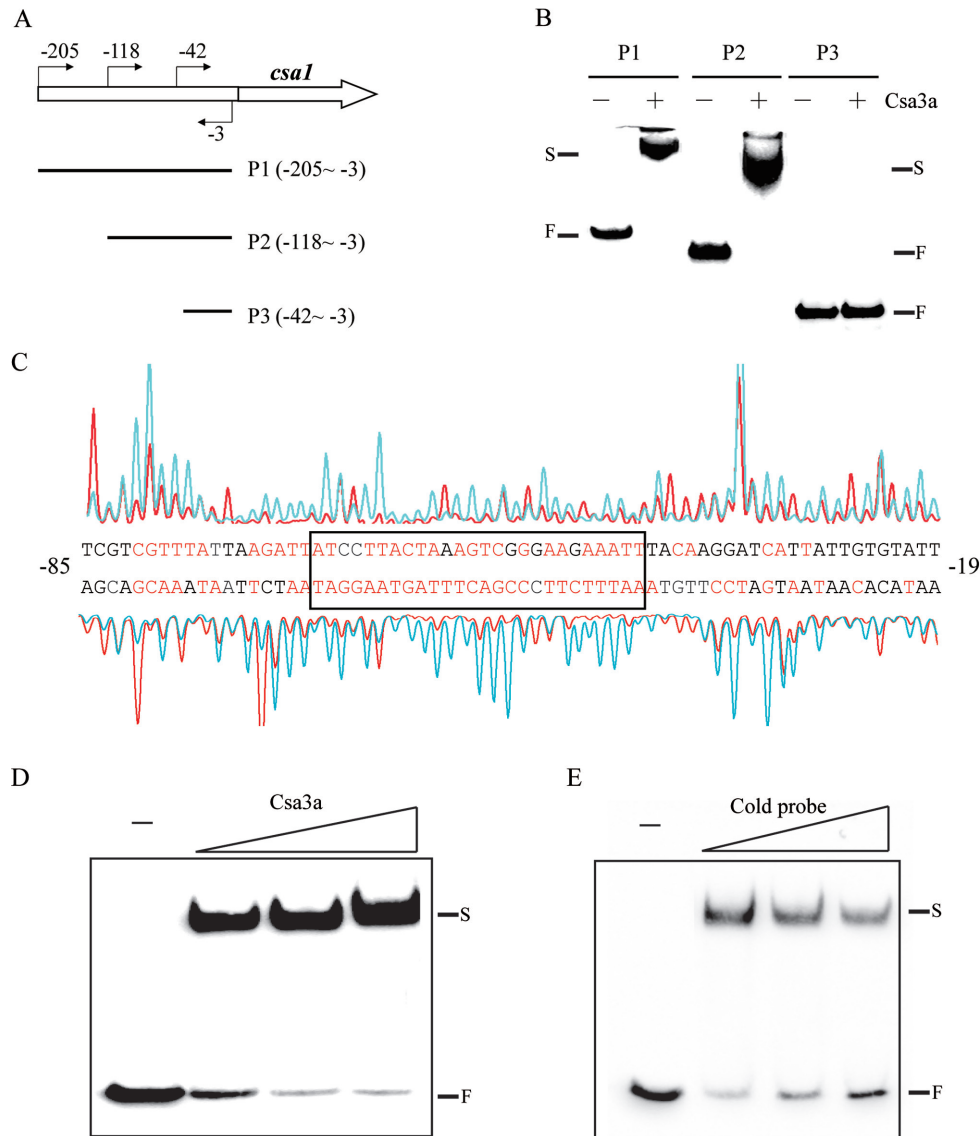 A
-205
-118
-42
csa1
-3
P1 (-205~ -3)
P2 (-118~ -3)
P3 (-42~ -3)
B
P1
P2
P3
− + − + − + Csa3a
S
S
F
F
F
C
TCGTCGTTTATTAAGATTATCCTTACTAAAGTCGGGAAGAAATTTACAAGGATCATTATTGTGTATT
-85
-19
AGCAGCAAATAATTCTAATAGGAATGATTTCAGCCCTTCTTTAAATGTTCCTAGTAATAACACATAA
D
Csa3a
−
S
F
E
Cold probe
−
S
F